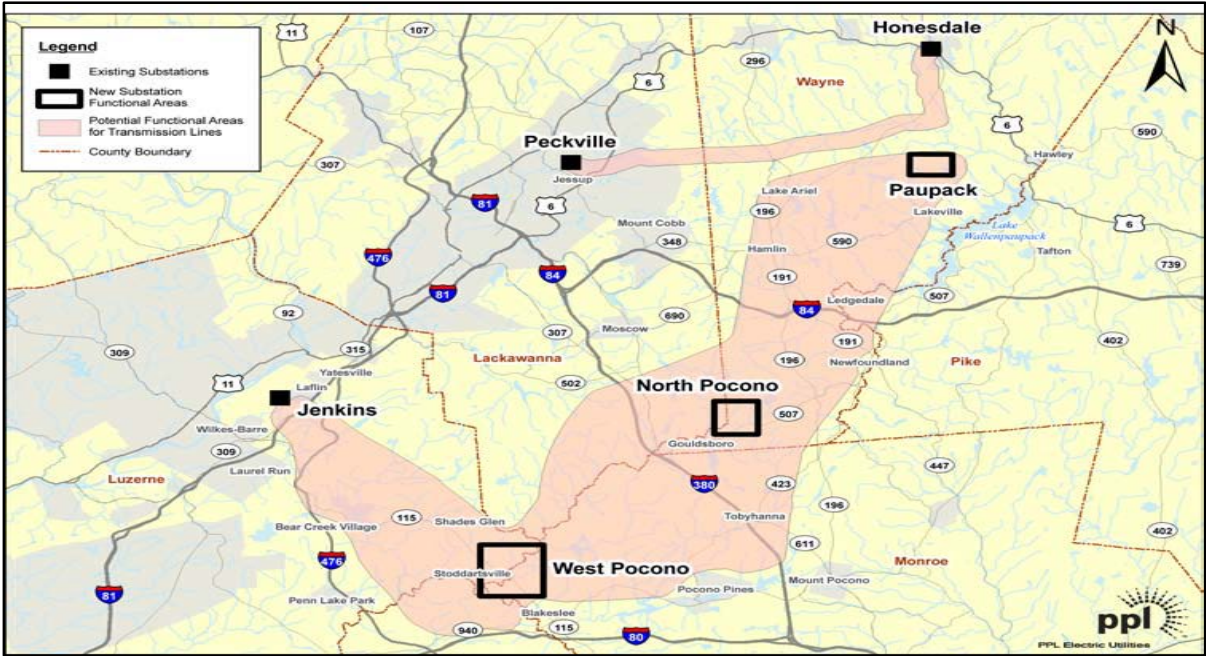 Legend
Existing Substations
New Substation
Functional Areas
Potential Functional Areas
for Transmission Lines
County Boundary
11
107
Honesdale
N
296
Wayne
6
6
590
307
Peckville
Jessup
Hawley
Paupack
Lake Ariel
81
6
196
Lakeville
Mount Cobb
Lake
Wallenpaupack
6
476
348
Hamlin
590
Tafton
84
191
739
81
Ledgedale
507
92
84
690
307
Moscow
191
402
309
315
Lackawanna
196
Newfoundland
Pike
Yatesville
502
11
Laflin
North Pocono
Jenkins
507
Wilkes-Barre
Gouldsboro
309
Laurel Run
447
Luzerne
380
423
196
115
Shades Glen
Tobyhanna
Bear Creek Village
402
611
476
Monroe
West Pocono
Stoddartsville
Mount Pocono
81
Penn Lake Park
Pocono Pines
Blakeslee
940
115
80
ppl
PPL Electric Utilities